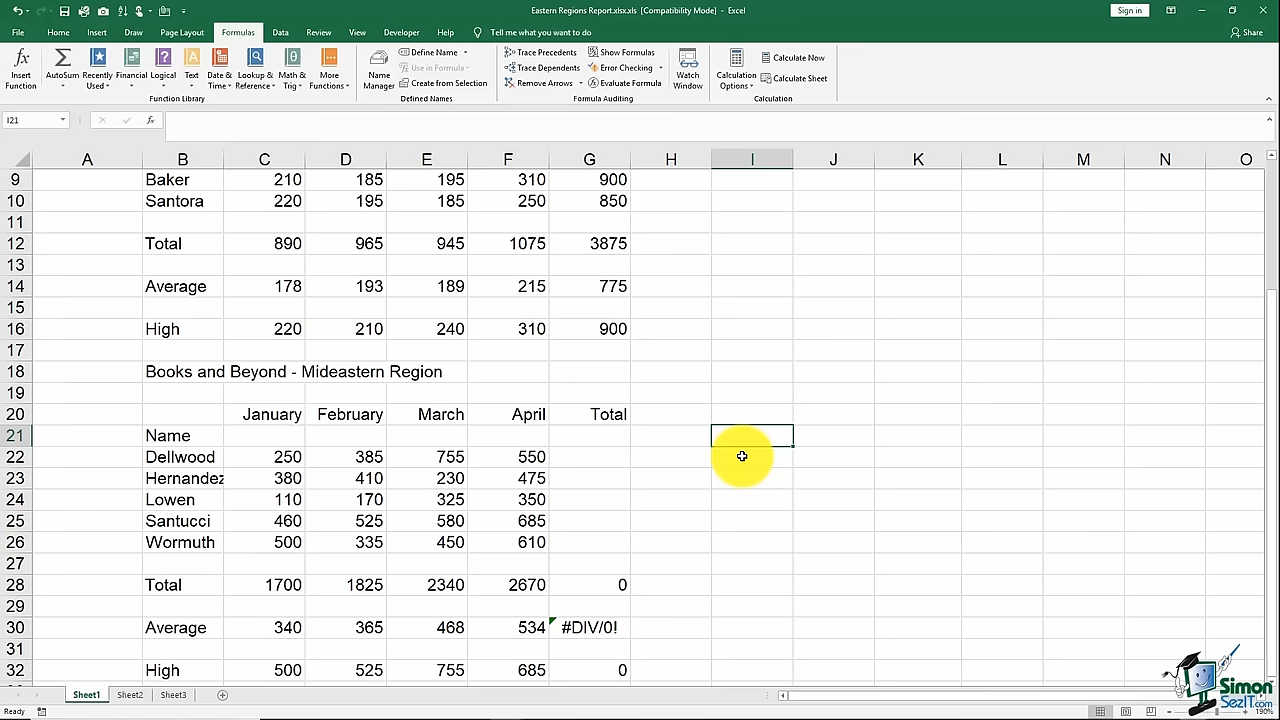 Eastern Regions Report.xlsx.xls [Compatibility Mode] - Excel
Sign in
File Home Insert Draw Page Layout Formulas Data Review View Developer Help Tell me what you want to do Share
Insert Function
AutoSum
Recently Used
Financial
Logical
Text
Date & Time
Lookup & Reference
Math & Trig
More Functions
Function Library
Name Manager
Define Name
Use in Formula
Create from Selection
Defined Names
Trace Precedents
Trace Dependents
Remove Arrows
Show Formulas
Error Checking
Evaluate Formula
Formula Auditing
Watch Window
Calculation Options
Calculate Now
Calculate Sheet
Calculation
I21 fx
A B C D E F G H I J K L M N O
9 Baker 210 185 195 310 900
10 Santora 220 195 185 250 850
11
12 Total 890 965 945 1075 3875
13
14 Average 178 193 189 215 775
15
16 High 220 210 240 310 900
17
18 Books and Beyond - Mideastern Region
19
20 January February March April Total
21 Name
22 Dellwood 250 385 755 550
23 Hernandez 380 410 230 475
24 Lowen 110 170 325 350
25 Santucci 460 525 580 685
26 Wormuth 500 335 450 610
27
28 Total 1700 1825 2340 2670 0
29
30 Average 340 365 468 534 #DIV/0!
31
32 High 500 525 755 685 0
Sheet1 Sheet2 Sheet3
Ready
190%
Simon
SezIT.com